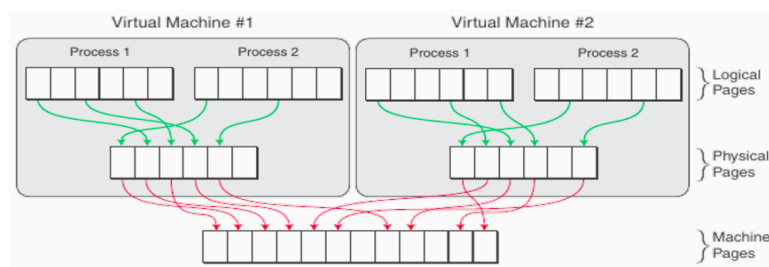 Virtual Machine #1
Virtual Machine #2
Process 1
Process 2
Process 1
Process 2
Logical
Pages
Physical
Pages
Machine
Pages